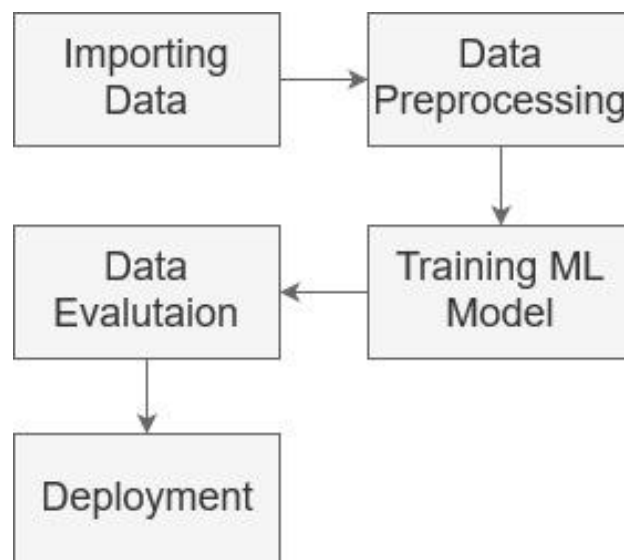 Importing
Data
Data
Preprocessing
Training ML
Model
Data
Evalutaion
Deployment